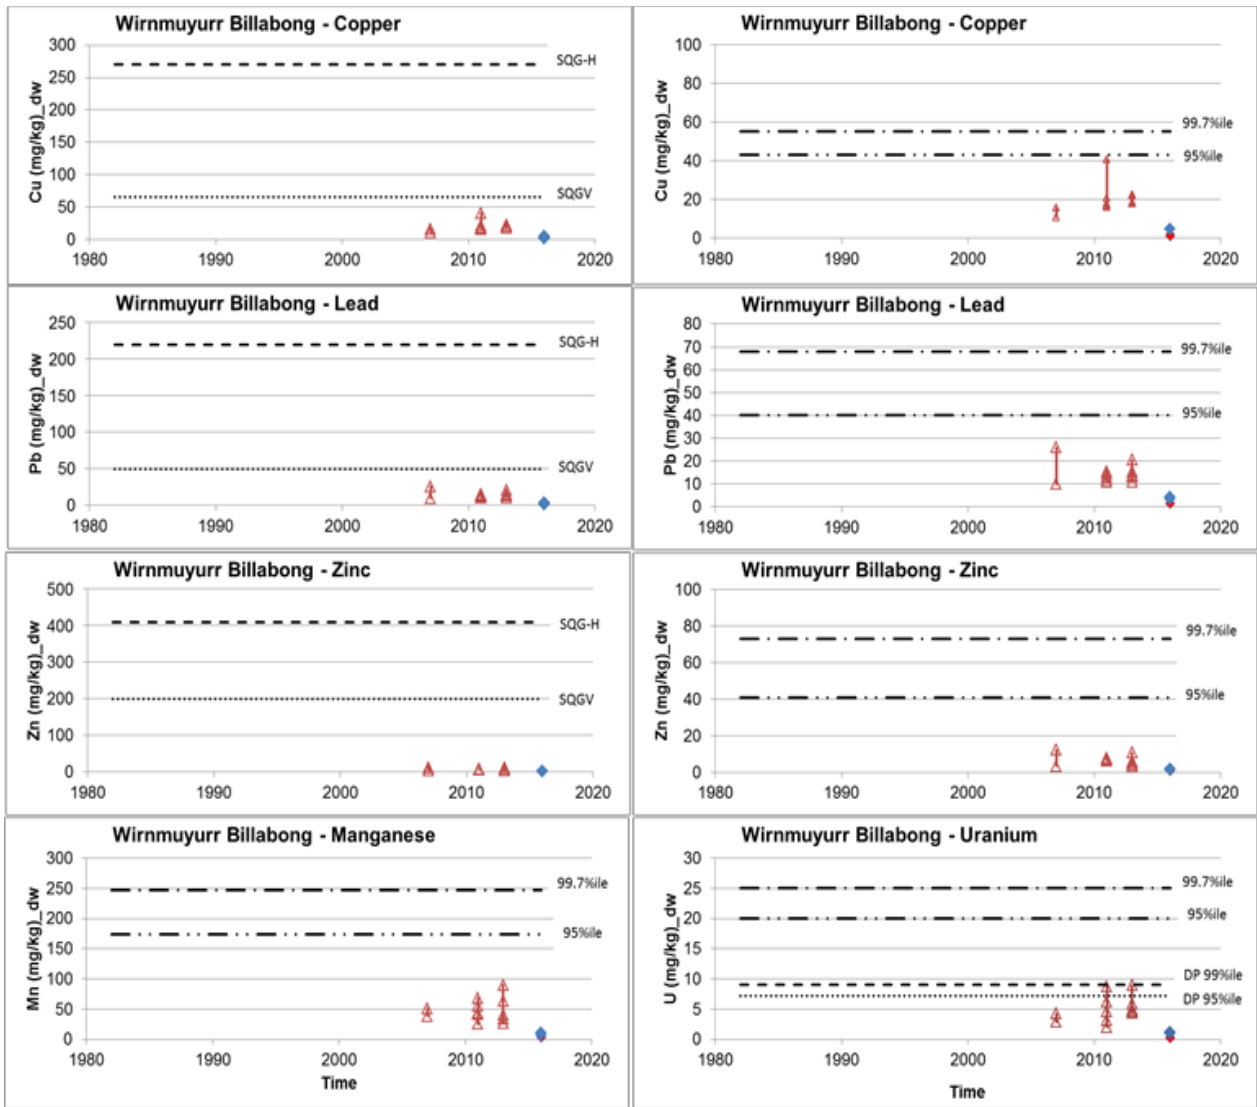 Wirnmuyurr Billabong - Copper
Cu (mg/kg)_dw
300
250
200
150
100
50
0
1980 1990 2000 2010 2020
SQG-H
SQGV
Wirnmuyurr Billabong - Copper
Cu (mg/kg)_dw
100
80
60
40
20
0
1980 1990 2000 2010 2020
99.7%ile
95%ile
Wirnmuyurr Billabong - Lead
Pb (mg/kg)_dw
250
200
150
100
50
0
1980 1990 2000 2010 2020
SQG-H
SQGV
Wirnmuyurr Billabong - Lead
Pb (mg/kg)_dw
80
70
60
50
40
30
20
10
0
1980 1990 2000 2010 2020
99.7%ile
95%ile
Wirnmuyurr Billabong - Zinc
Zn (mg/kg)_dw
500
400
300
200
100
0
1980 1990 2000 2010 2020
SQG-H
SQGV
Wirnmuyurr Billabong - Zinc
Zn (mg/kg)_dw
100
80
60
40
20
0
1980 1990 2000 2010 2020
99.7%ile
95%ile
Wirnmuyurr Billabong - Manganese
Mn (mg/kg)_dw
300
250
200
150
100
50
0
1980 1990 2000 2010 2020
Time
99.7%ile
95%ile
Wirnmuyurr Billabong - Uranium
U (mg/kg)_dw
30
25
20
15
10
5
0
1980 1990 2000 2010 2020
Time
99.7%ile
95%ile
DP 99%ile
DP 95%ile